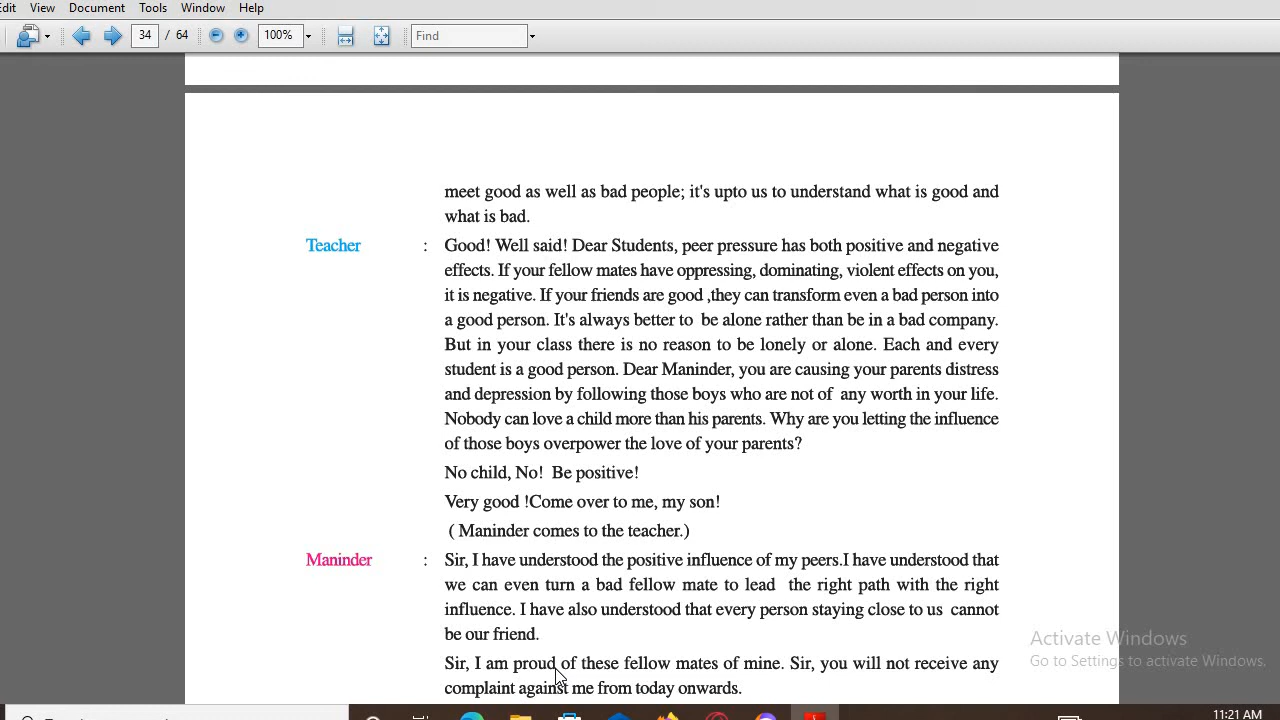 Edit View Document Tools Window Help
34 / 64 100% Find
meet good as well as bad people; it's upto us to understand what is good and
what is bad.
Teacher : Good! Well said! Dear Students, peer pressure has both positive and negative
effects. If your fellow mates have oppressing, dominating, violent effects on you,
it is negative. If your friends are good ,they can transform even a bad person into
a good person. It's always better to be alone rather than be in a bad company.
But in your class there is no reason to be lonely or alone. Each and every
student is a good person. Dear Maninder, you are causing your parents distress
and depression by following those boys who are not of any worth in your life.
Nobody can love a child more than his parents. Why are you letting the influence
of those boys overpower the love of your parents?
No child, No! Be positive!
Very good !Come over to me, my son!
( Maninder comes to the teacher.)
Maninder : Sir, I have understood the positive influence of my peers.I have understood that
we can even turn a bad fellow mate to lead the right path with the right
influence. I have also understood that every person staying close to us cannot
be our friend.
Sir, I am proud of these fellow mates of mine. Sir, you will not receive any
complaint against me from today onwards.
Activate Windows
Go to Settings to activate Windows.
11:21 AM